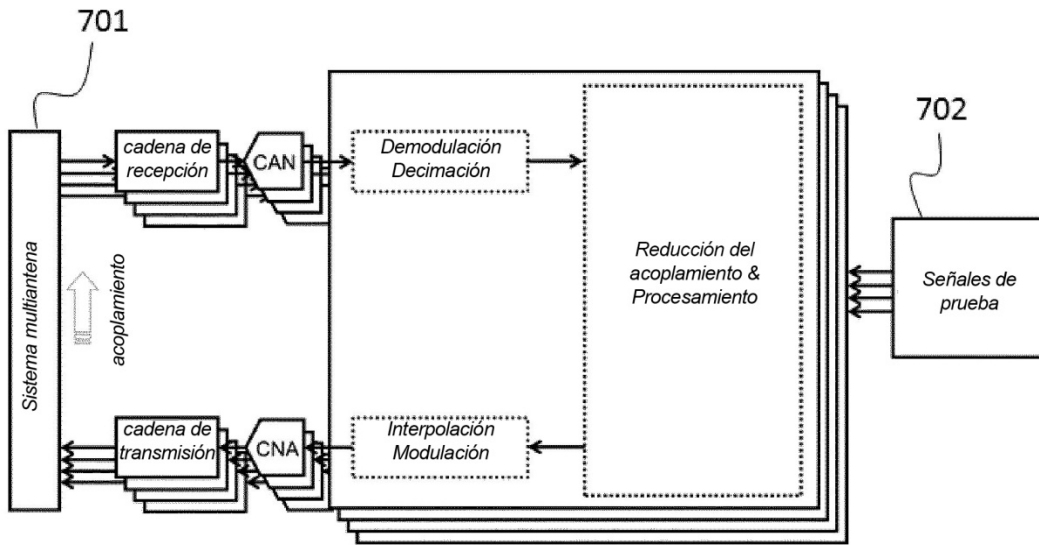 701
702
Sistema multiantena
acoplamiento
cadena de
recepción
CAN
Demodulación
Decimación
Reducción del
acoplamiento &
Procesamiento
Señales de
prueba
cadena de
transmisión
CNA
Interpolación
Modulación